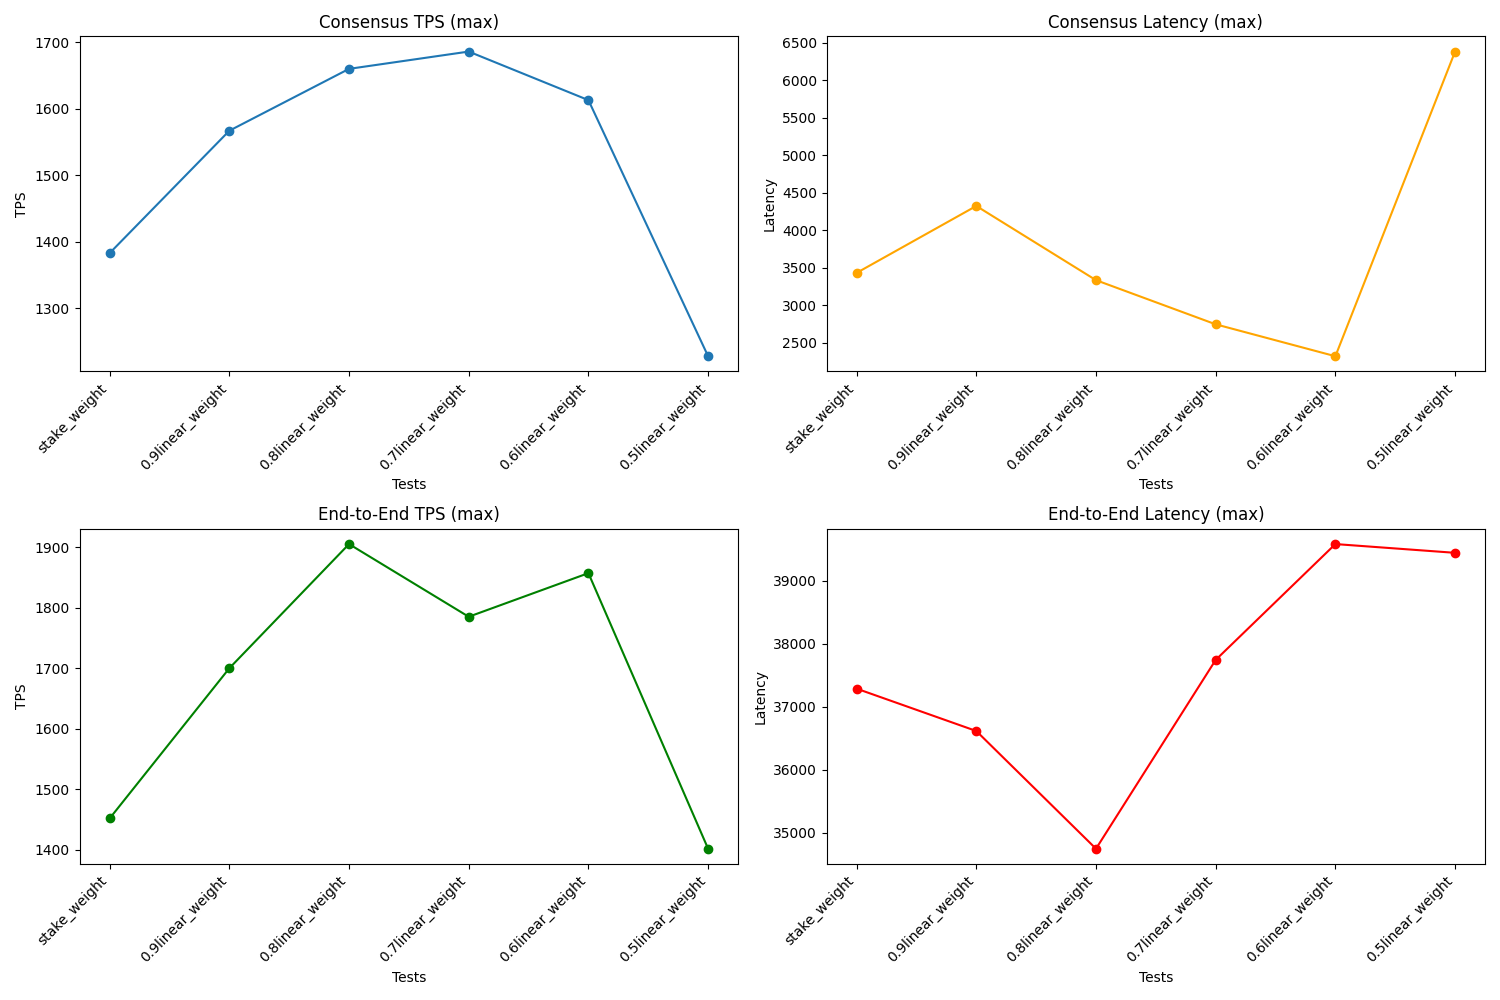 Consensus TPS (max)
1700
1600
1500
1400
1300
TPS
stake_weight
0.9linear_weight
0.8linear_weight
0.7linear_weight
0.6linear_weight
0.5linear_weight
Tests
Consensus Latency (max)
6500
6000
5500
5000
4500
4000
3500
3000
2500
Latency
stake_weight
0.9linear_weight
0.8linear_weight
0.7linear_weight
0.6linear_weight
0.5linear_weight
Tests
End-to-End TPS (max)
1900
1800
1700
1600
1500
1400
TPS
stake_weight
0.9linear_weight
0.8linear_weight
0.7linear_weight
0.6linear_weight
0.5linear_weight
Tests
End-to-End Latency (max)
39000
38000
37000
36000
35000
Latency
stake_weight
0.9linear_weight
0.8linear_weight
0.7linear_weight
0.6linear_weight
0.5linear_weight
Tests